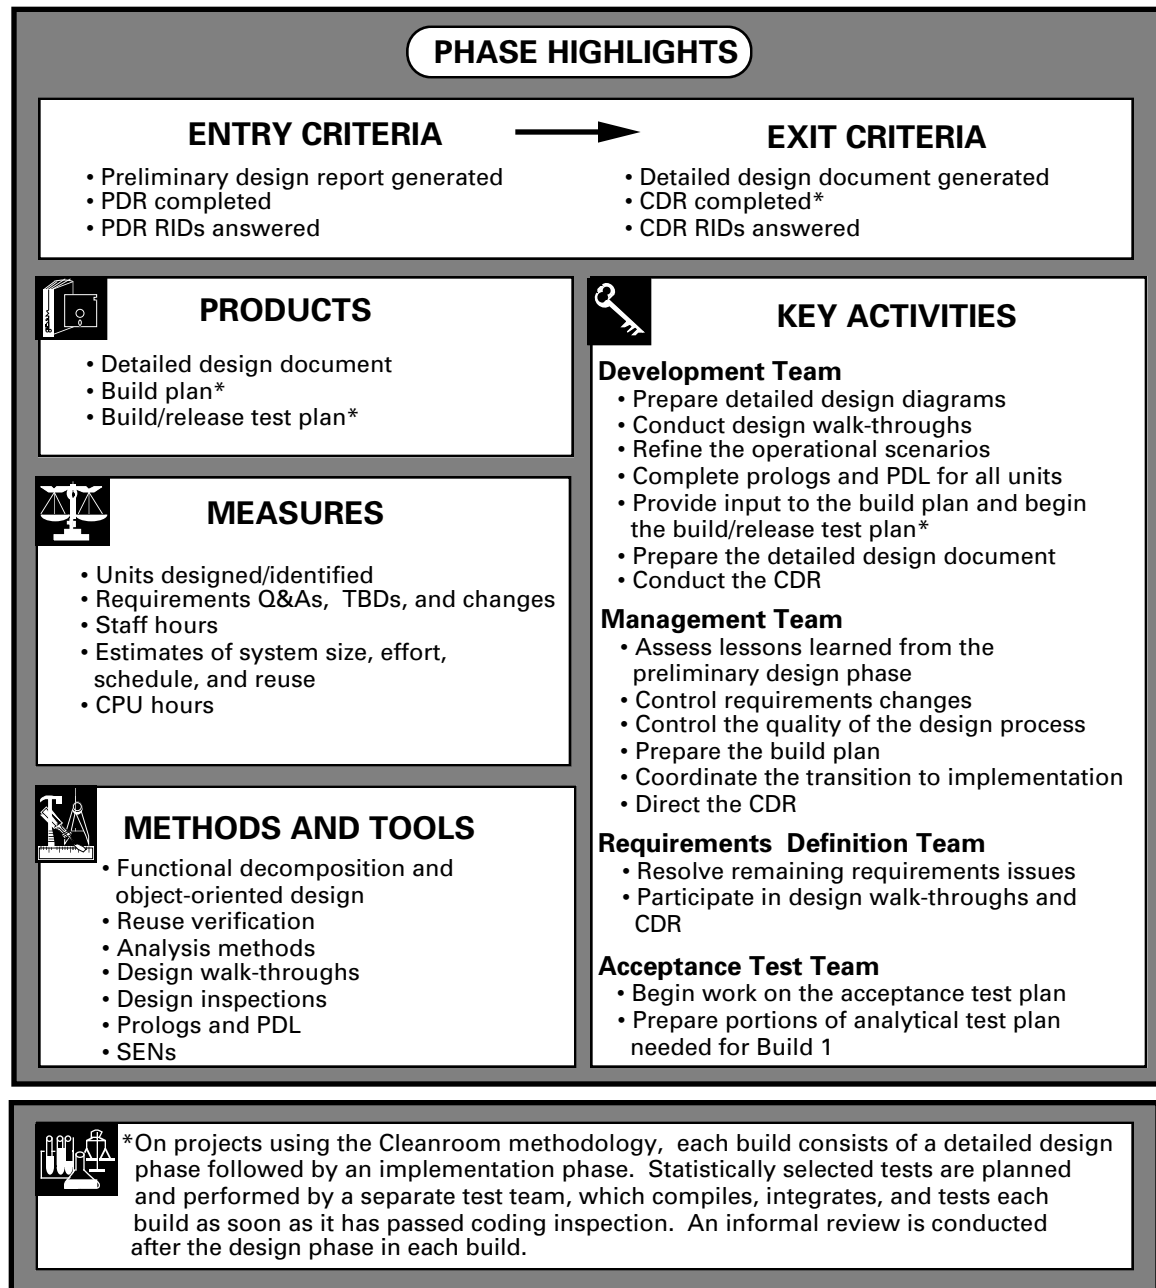 PHASE HIGHLIGHTS
ENTRY CRITERIA
• Preliminary design report generated
• PDR completed
• PDR RIDs answered
EXIT CRITERIA
• Detailed design document generated
• CDR completed*
• CDR RIDs answered
PRODUCTS
• Detailed design document
• Build plan*
• Build/release test plan*
MEASURES
• Units designed/identified
• Requirements Q&As, TBDs, and changes
• Staff hours
• Estimates of system size, effort,
schedule, and reuse
• CPU hours
METHODS AND TOOLS
• Functional decomposition and
object-oriented design
• Reuse verification
• Analysis methods
• Design walk-throughs
• Design inspections
• Prologs and PDL
• SENs
KEY ACTIVITIES
Development Team
• Prepare detailed design diagrams
• Conduct design walk-throughs
• Refine the operational scenarios
• Complete prologs and PDL for all units
• Provide input to the build plan and begin
the build/release test plan*
• Prepare the detailed design document
• Conduct the CDR
Management Team
• Assess lessons learned from the
preliminary design phase
• Control requirements changes
• Control the quality of the design process
• Prepare the build plan
• Coordinate the transition to implementation
• Direct the CDR
Requirements Definition Team
• Resolve remaining requirements issues
• Participate in design walk-throughs and
CDR
Acceptance Test Team
• Begin work on the acceptance test plan
• Prepare portions of analytical test plan
needed for Build 1
*On projects using the Cleanroom methodology, each build consists of a detailed design
phase followed by an implementation phase. Statistically selected tests are planned
and performed by a separate test team, which compiles, integrates, and tests each
build as soon as it has passed coding inspection. An informal review is conducted
after the design phase in each build.